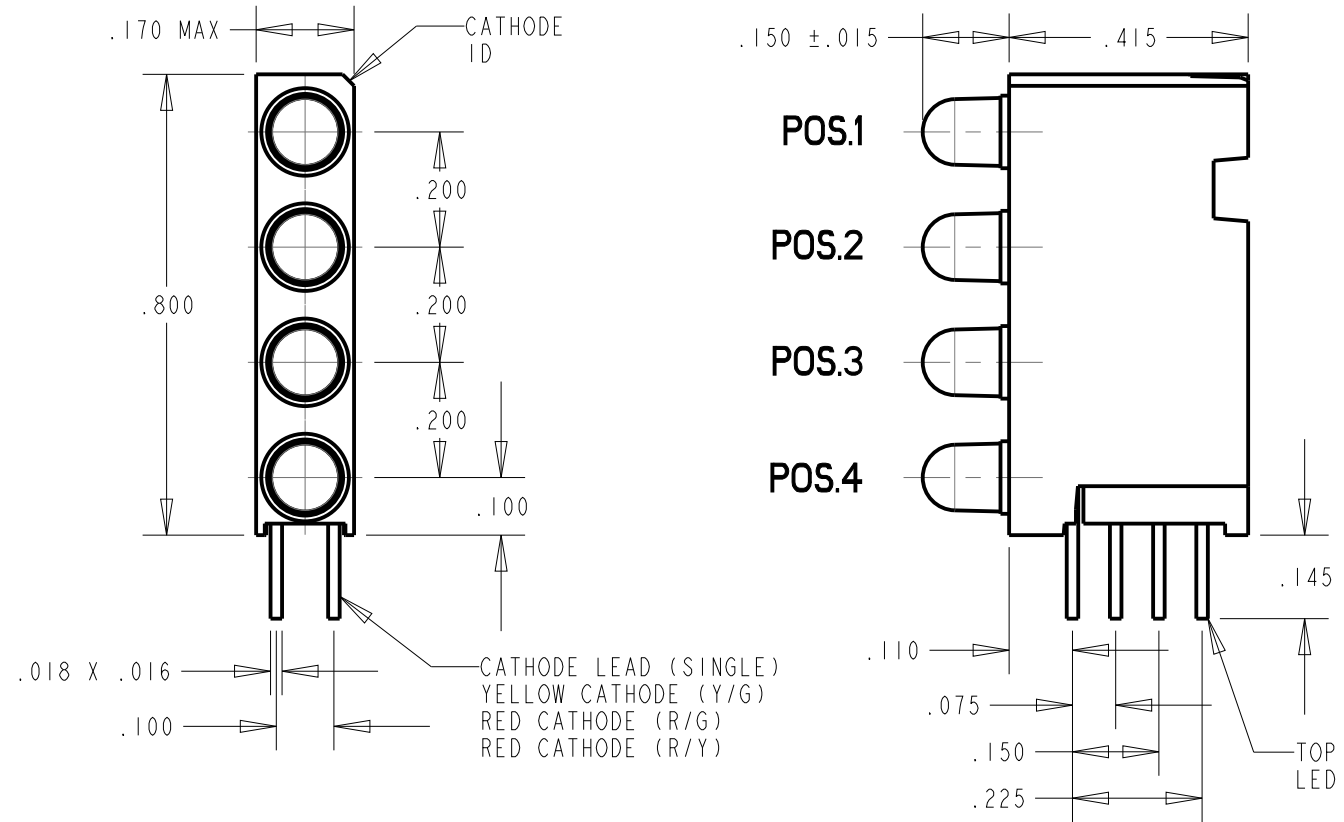 .170 MAX
CATHODE
ID
.150 ±.015
.415
POS.1
.200
POS.2
.800
.200
POS.3
.200
POS.4
.100
.145
.110
.018 X .016
CATHODE LEAD (SINGLE)
YELLOW CATHODE (Y/G)
RED CATHODE (R/G)
RED CATHODE (R/Y)
.100
.075
.150
TOP
LED
.225